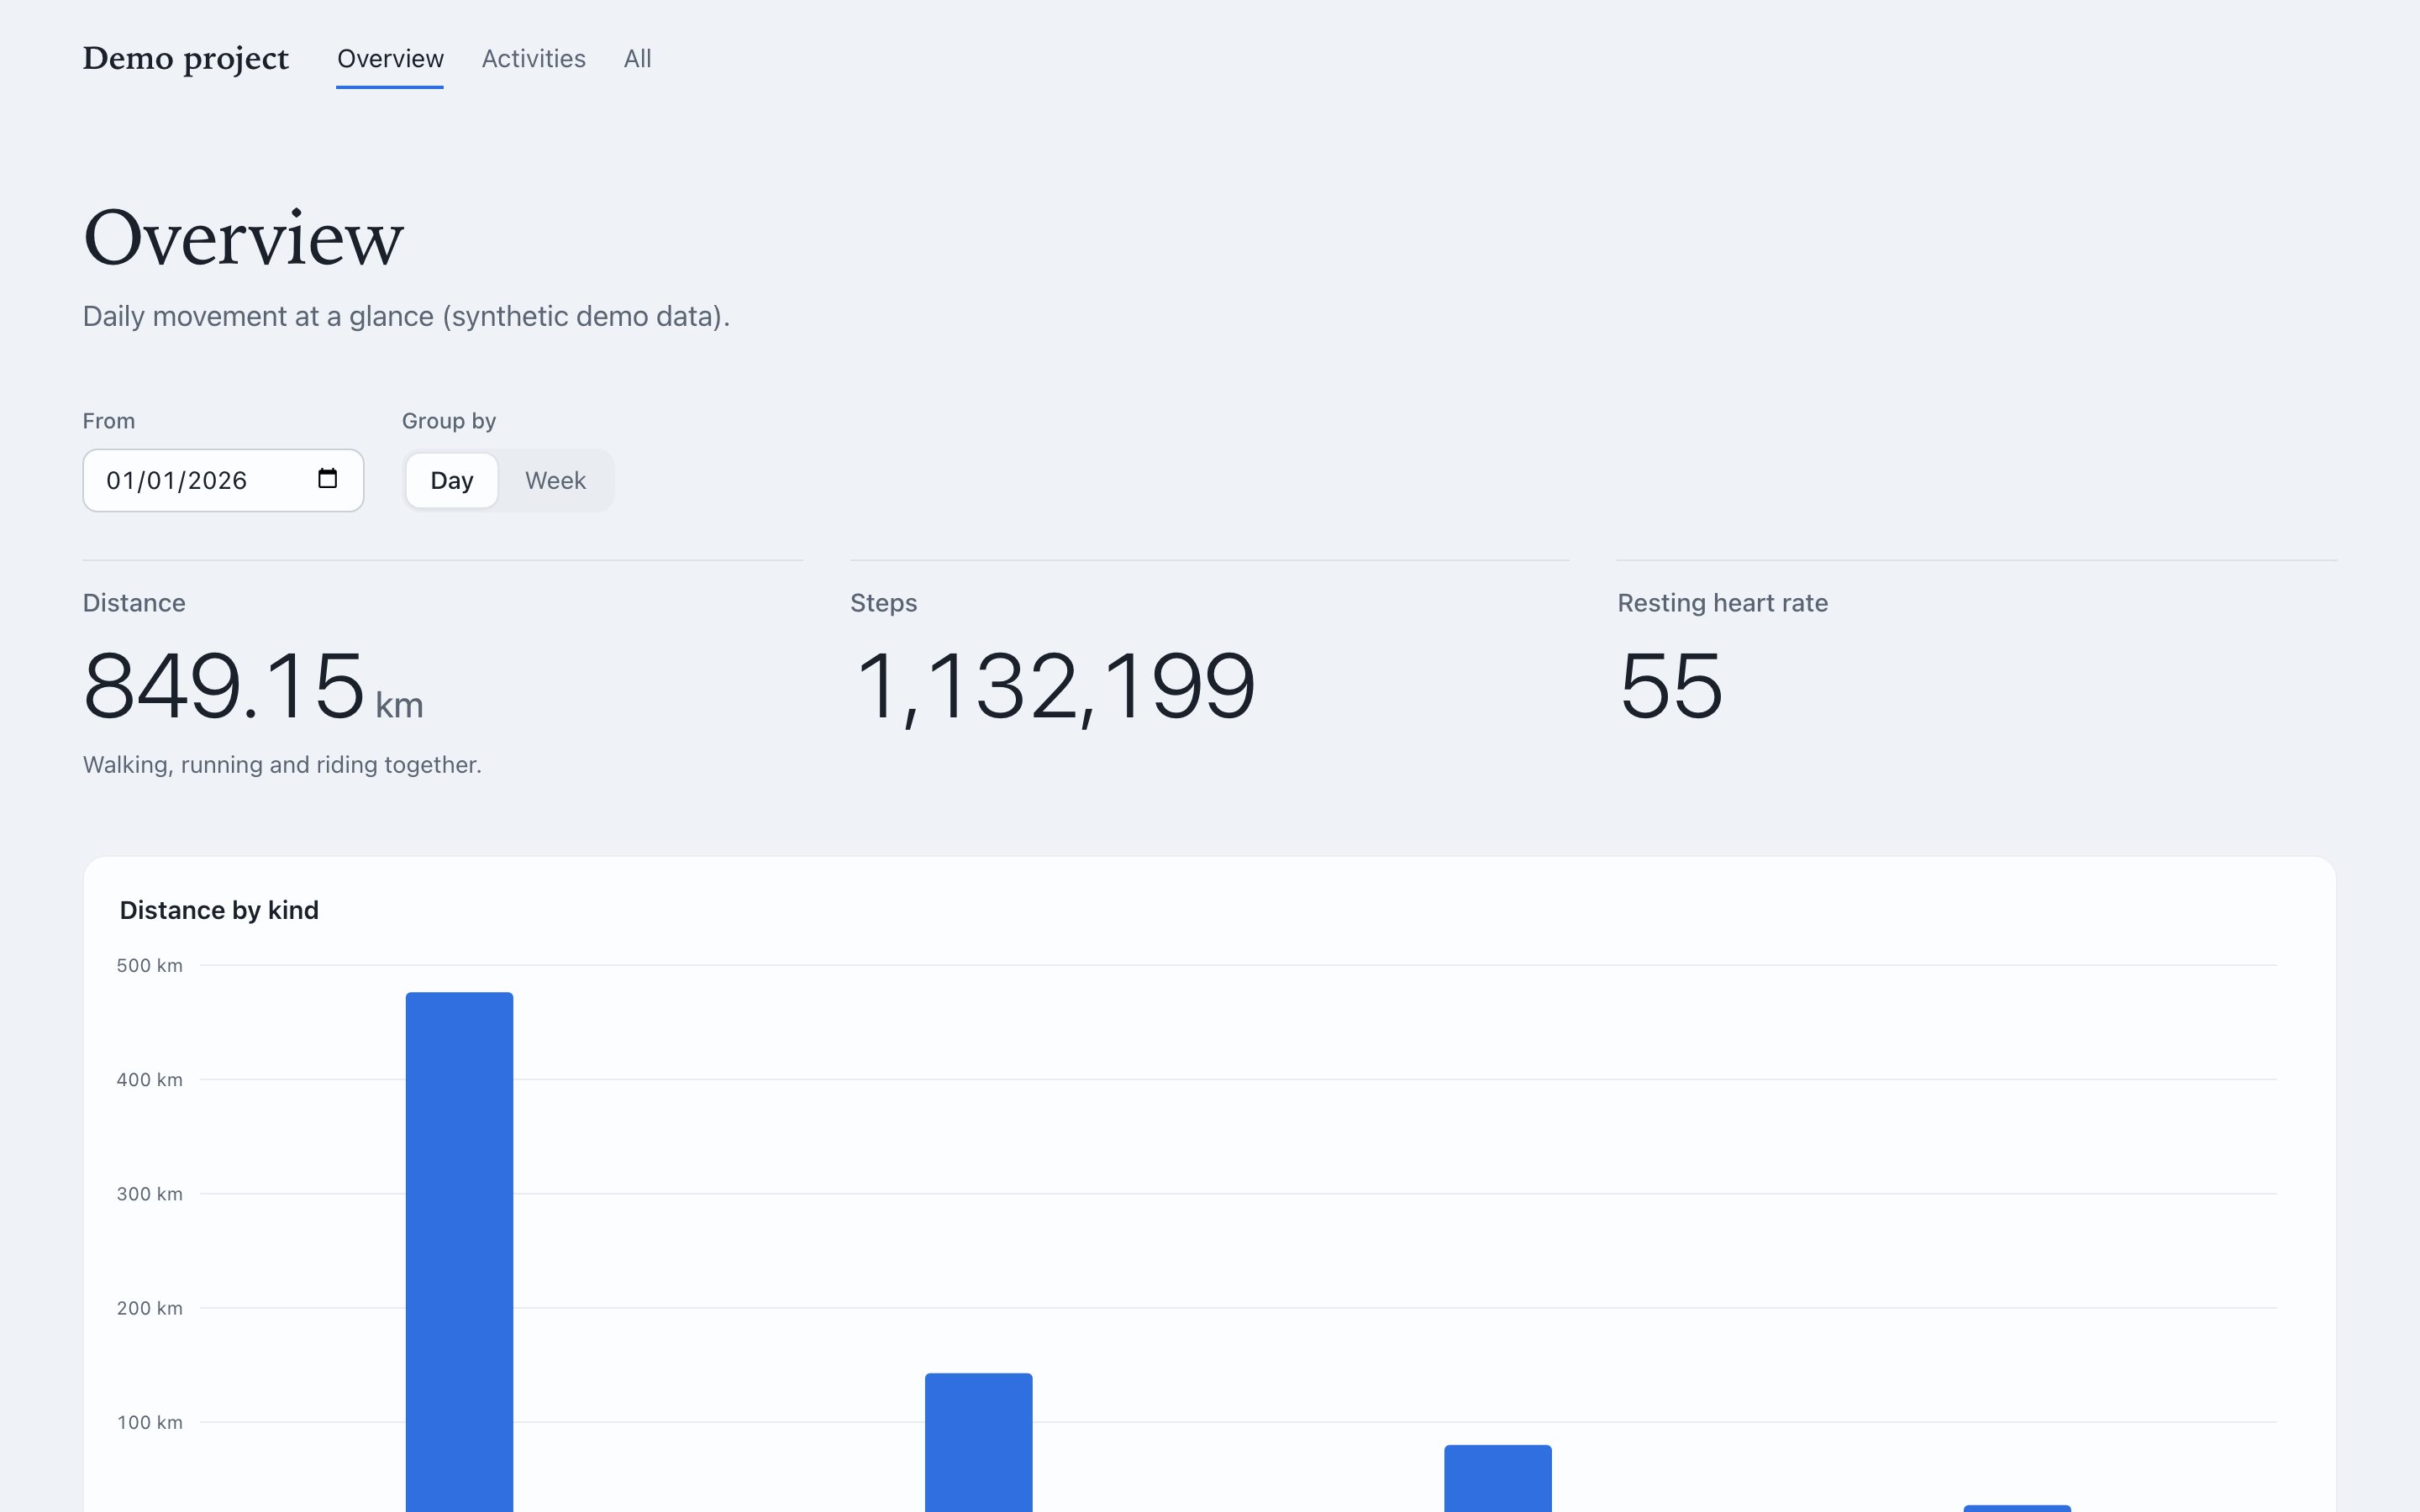 Demo project Overview Activities All
Overview
Daily movement at a glance (synthetic demo data).
From Group by
01/01/2026 Day Week
Distance Steps Resting heart rate
849.15 km 1,132,199 55
Walking, running and riding together.
Distance by kind
500 km
400 km
300 km
200 km
100 km